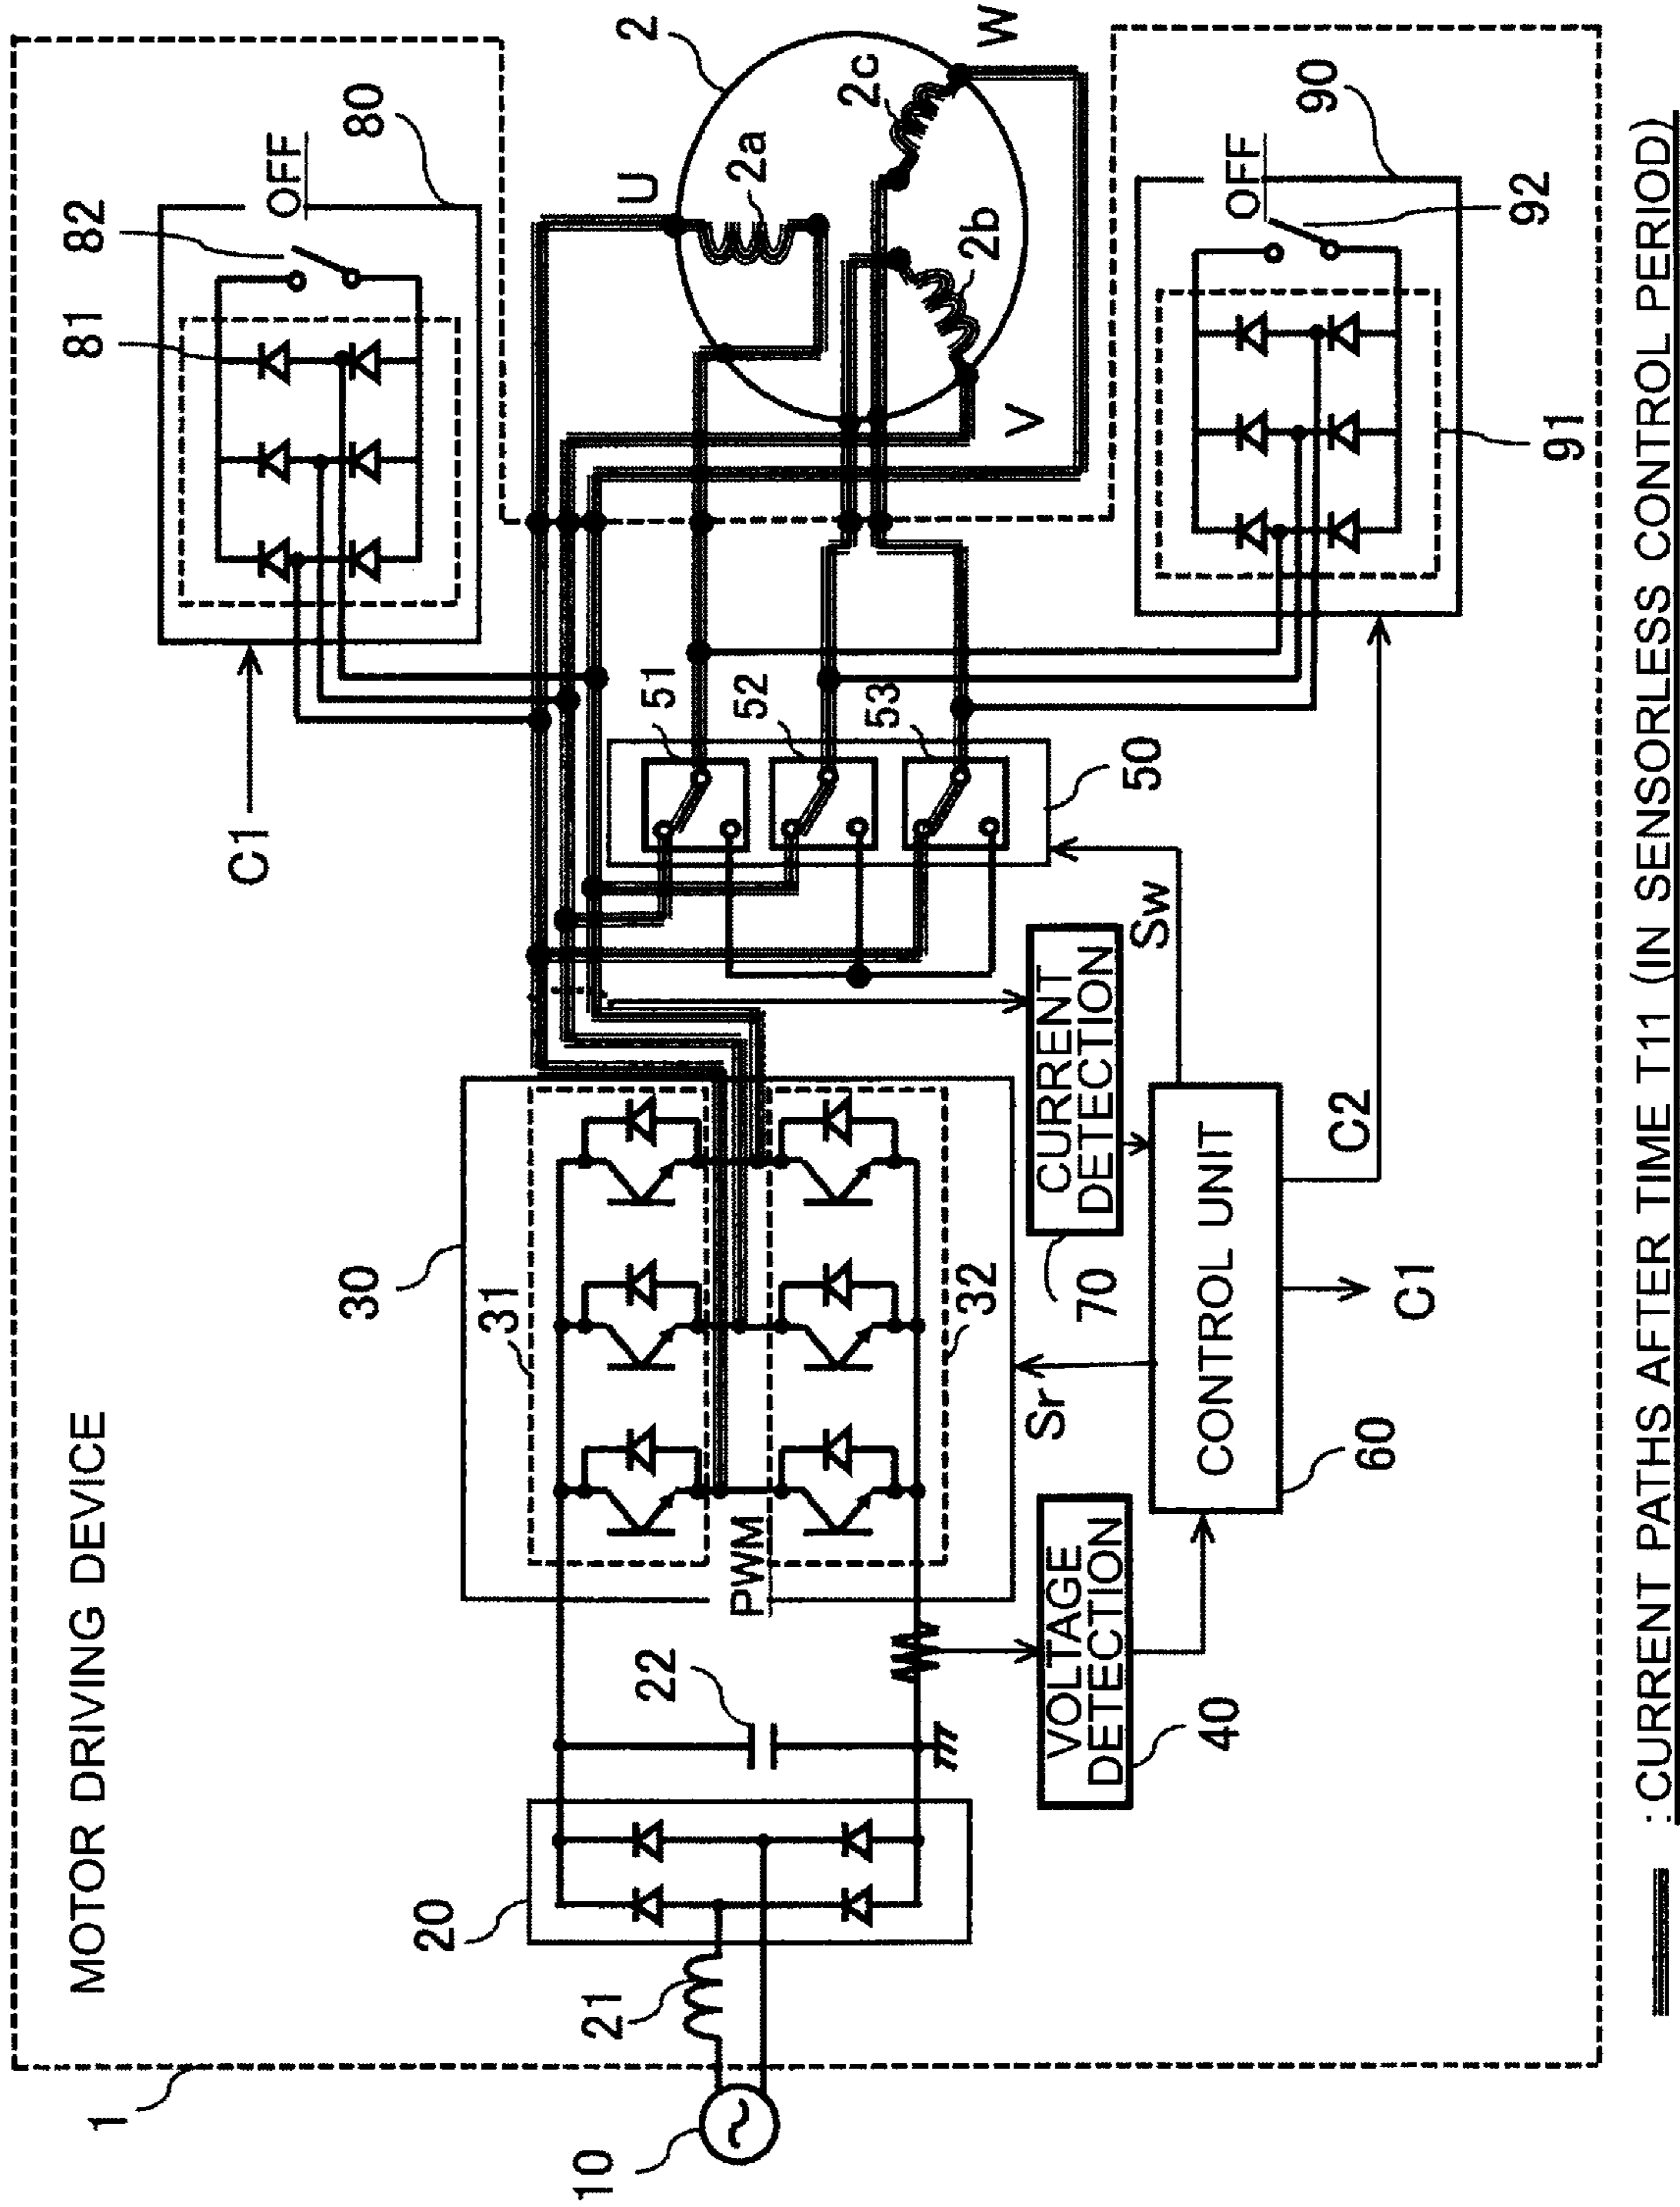 1
MOTOR DRIVING DEVICE
10
21
20
22
30
31
32
PWM
40
VOLTAGE
DETECTION
Sr
60
CONTROL UNIT
70
CURRENT
DETECTION
Sw
C1
C2
50
51
52
53
C1
81
82
OFF
80
U
2
2a
2b
2c
V
W
91
92
OFF
90
: CURRENT PATHS AFTER TIME T11 (IN SENSORLESS CONTROL PERIOD)